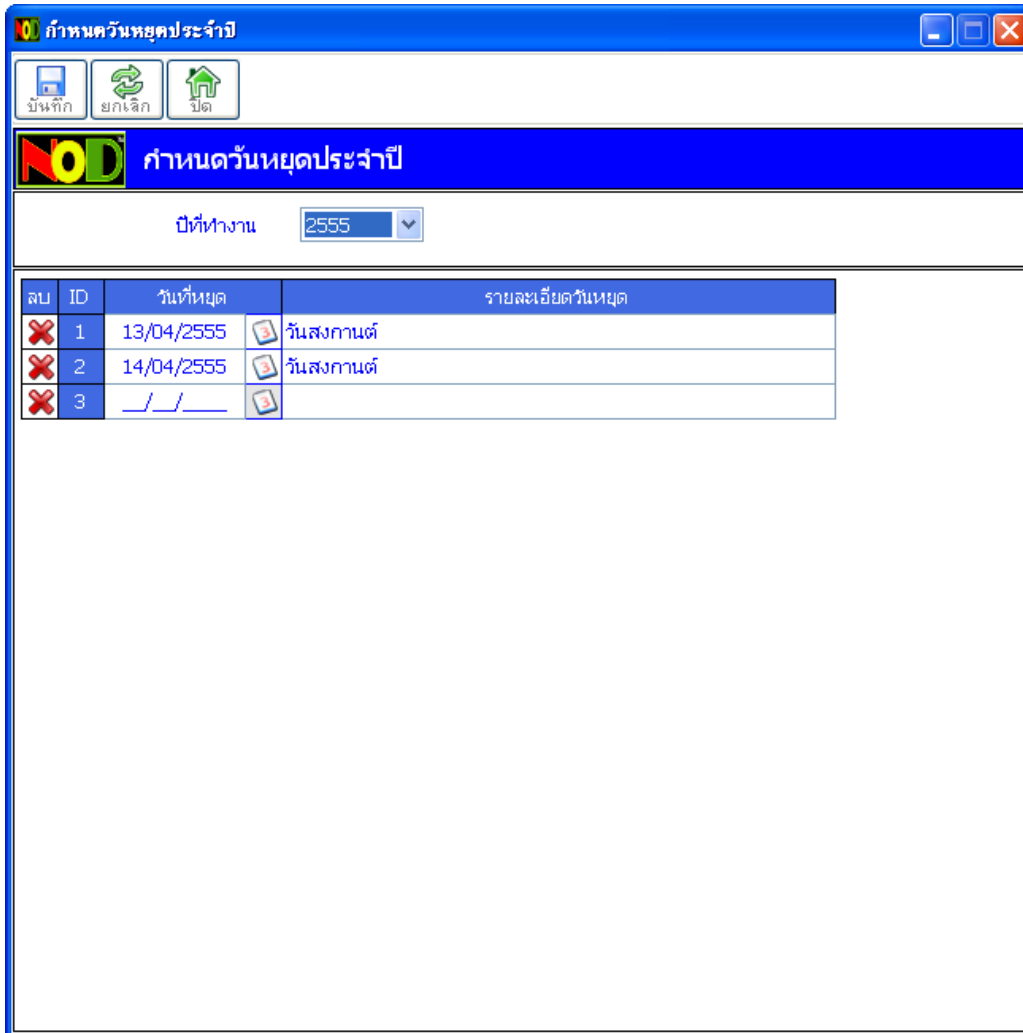 NOD กำหนดวันหยุดประจำปี
บันทึก ยกเลิก ปิด
NOD กำหนดวันหยุดประจำปี
ปีที่ทำงาน 2555
ลบ ID วันที่หยุด รายละเอียดวันหยุด
1 13/04/2555 3 วันสงกานต์
2 14/04/2555 3 วันสงกานต์
3 __/__/____ 3